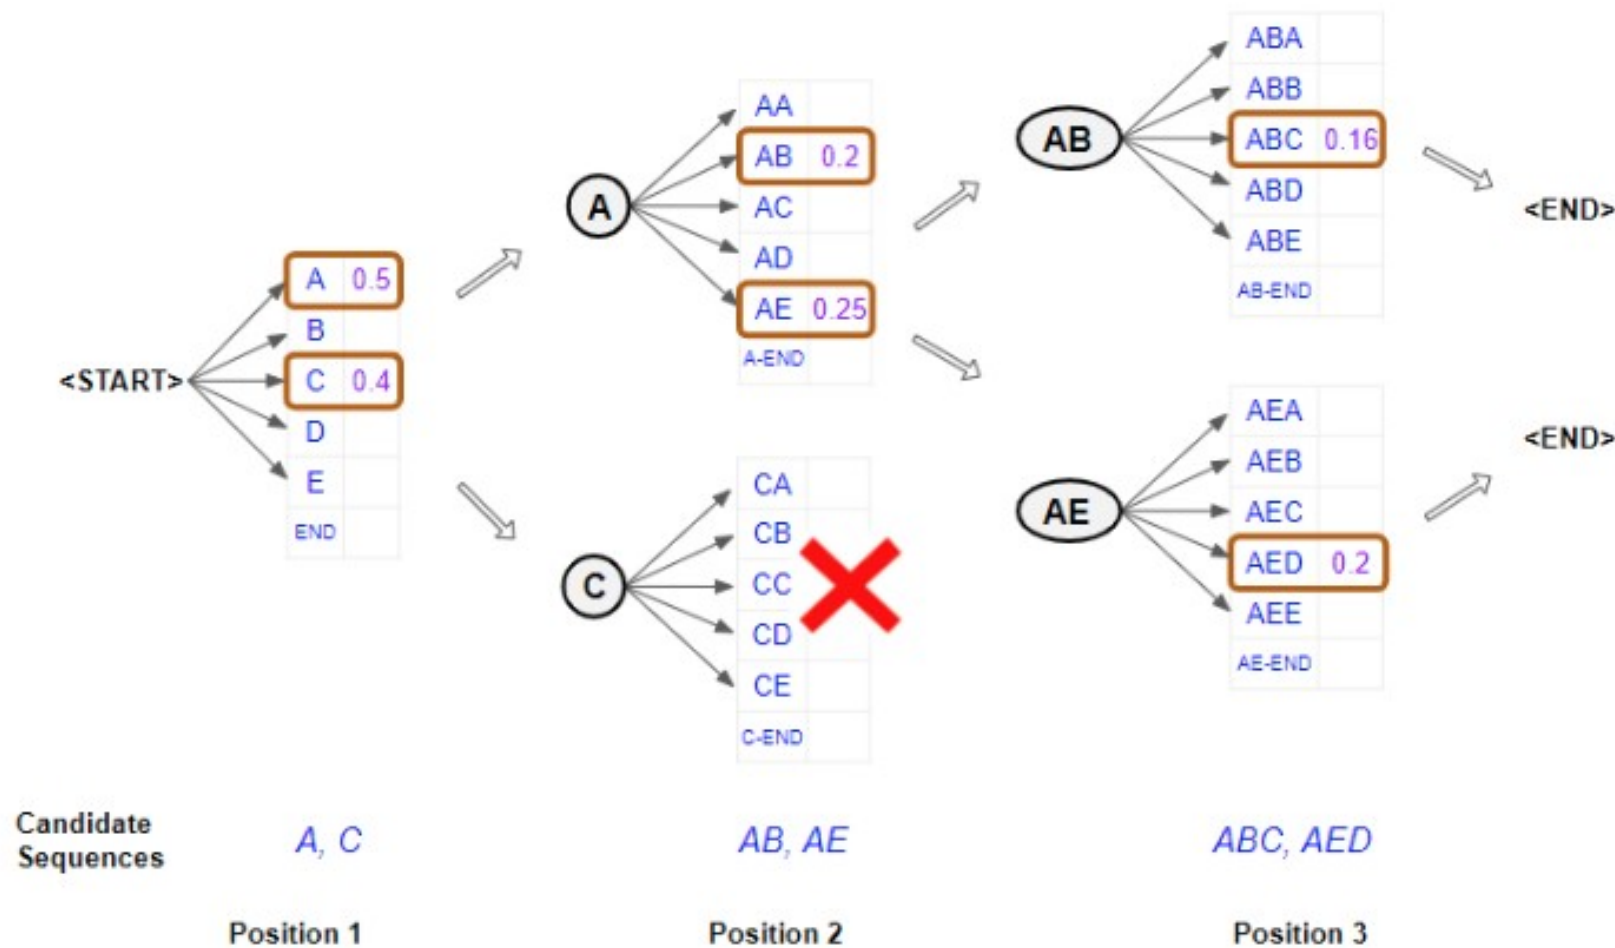 <START>
A 0.5
B
C 0.4
D
E
END
A
AA
AB 0.2
AC
AD
AE 0.25
A-END
C
CA
CB
CC
CD
CE
C-END
AB
ABA
ABB
ABC 0.16
ABD
ABE
AB-END
<END>
AE
AEA
AEB
AEC
AED 0.2
AEE
AE-END
<END>
Candidate
Sequences
A, C
AB, AE
ABC, AED
Position 1
Position 2
Position 3